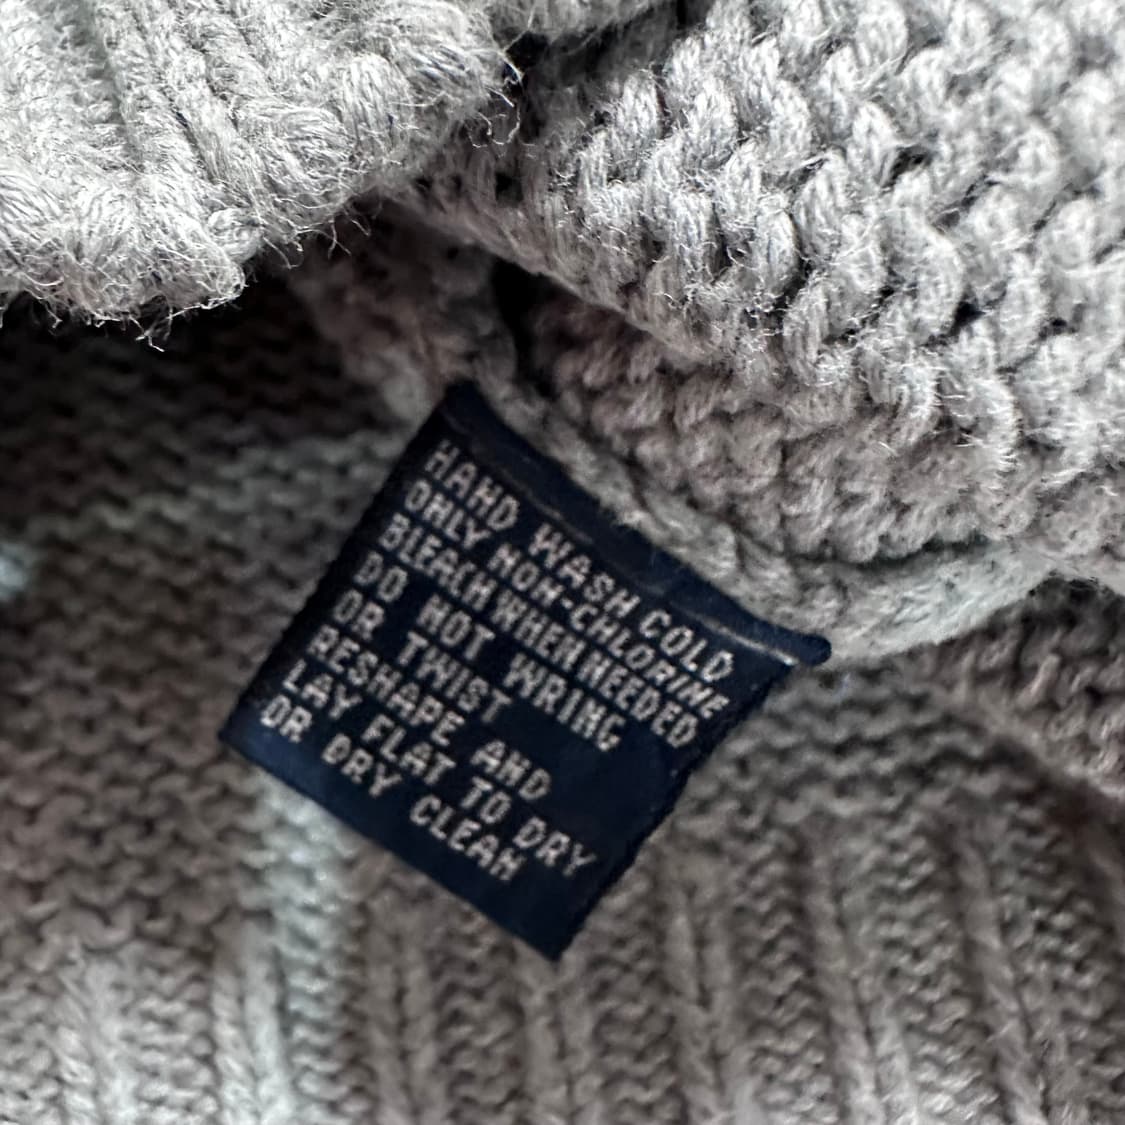 HAND WASH COLD
ONLY NON-CHLORINE
BLEACH WHEN NEEDED
DO NOT WRING
OR TWIST
RESHAPE AND
LAY FLAT TO DRY
OR DRY CLEAN